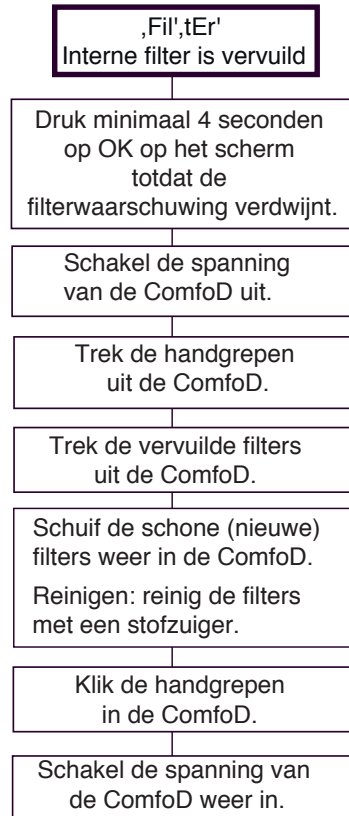 ‚Fil',‚tEr'
Interne filter is vervuild
Druk minimaal 4 seconden
op OK op het scherm
totdat de
filterwaarschuwing verdwijnt.
Schakel de spanning
van de ComfoD uit.
Trek de handgrepen
uit de ComfoD.
Trek de vervuilde filters
uit de ComfoD.
Schuif de schone (nieuwe)
filters weer in de ComfoD.
Reinigen: reinig de filters
met een stofzuiger.
Klik de handgrepen
in de ComfoD.
Schakel de spanning van
de ComfoD weer in.